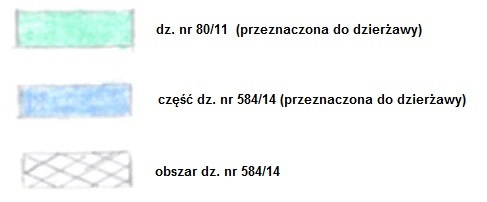 dz. nr 80/11 (przeznaczona do dzierżawy)
część dz. nr 584/14 (przeznaczona do dzierżawy)
obszar dz. nr 584/14